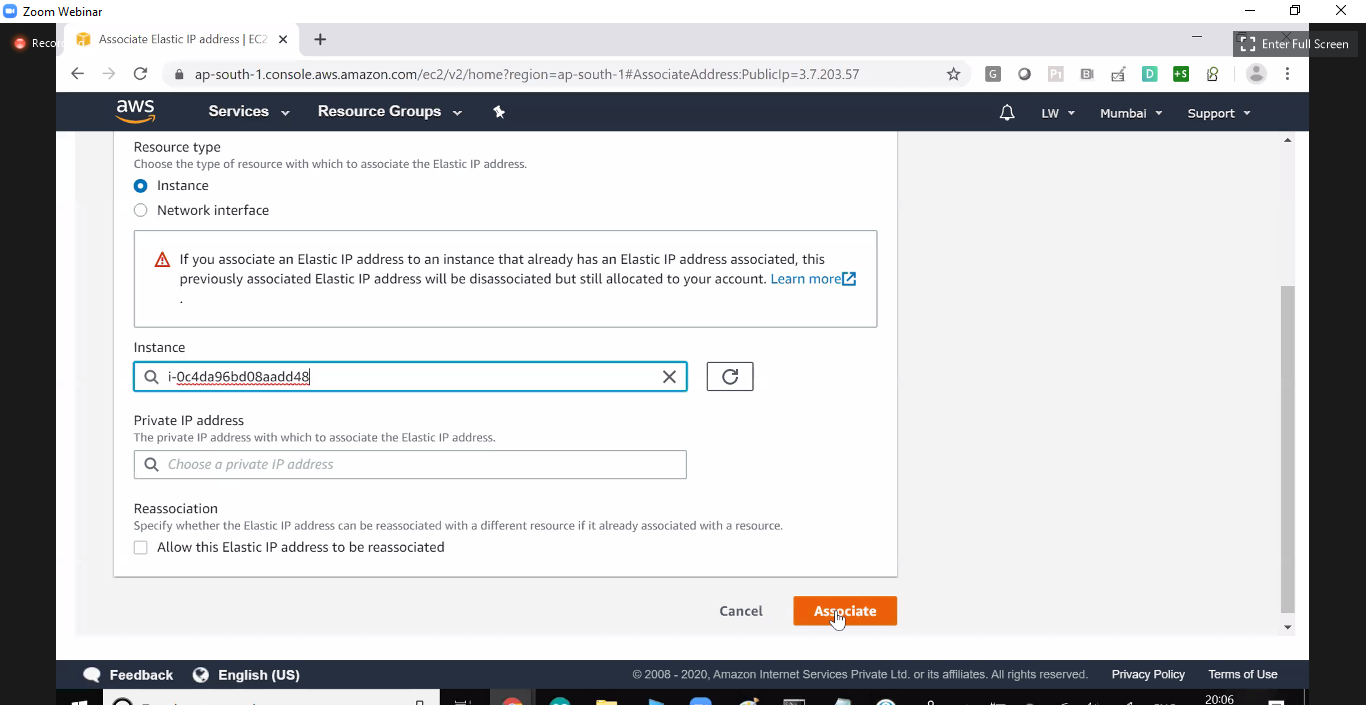 Zoom Webinar
Recor
Associate Elastic IP address | EC2
Enter Full Screen
ap-south-1.console.aws.amazon.com/ec2/v2/home?region=ap-south-1#AssociateAddress:PublicIp=3.7.203.57
aws Services Resource Groups LW Mumbai Support
Resource type
Choose the type of resource with which to associate the Elastic IP address.
Instance
Network interface
If you associate an Elastic IP address to an instance that already has an Elastic IP address associated, this
previously associated Elastic IP address will be disassociated but still allocated to your account. Learn more
.
Instance
i-0c4da96bd08aadd48
Private IP address
The private IP address with which to associate the Elastic IP address.
Choose a private IP address
Reassociation
Specify whether the Elastic IP address can be reassociated with a different resource if it already associated with a resource.
Allow this Elastic IP address to be reassociated
Cancel Associate
Feedback English (US) © 2008 - 2020, Amazon Internet Services Private Ltd. or its affiliates. All rights reserved. Privacy Policy Terms of Use
20:06